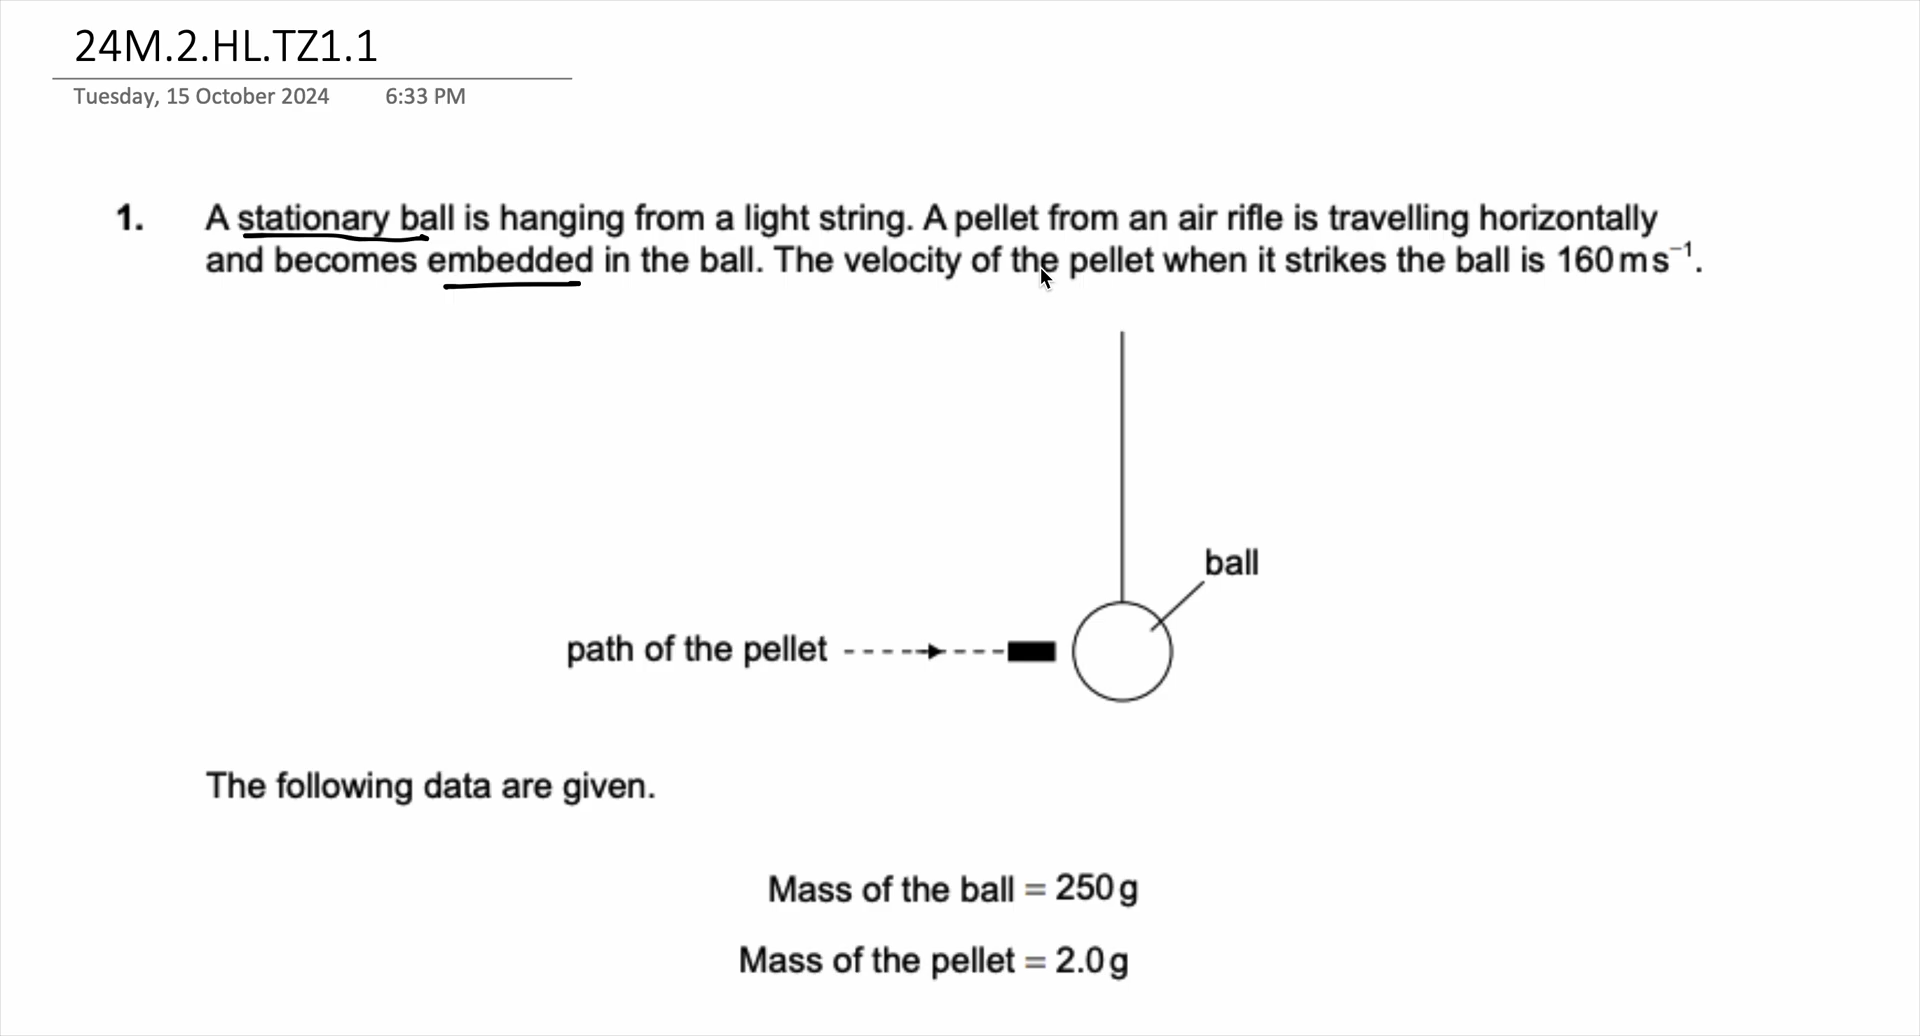 24M.2.HL.TZ1.1
Tuesday, 15 October 2024 6:33 PM
1. A stationary ball is hanging from a light string. A pellet from an air rifle is travelling horizontally
and becomes embedded in the ball. The velocity of the pellet when it strikes the ball is 160 m s⁻¹.
ball
path of the pellet
The following data are given.
Mass of the ball = 250 g
Mass of the pellet = 2.0 g